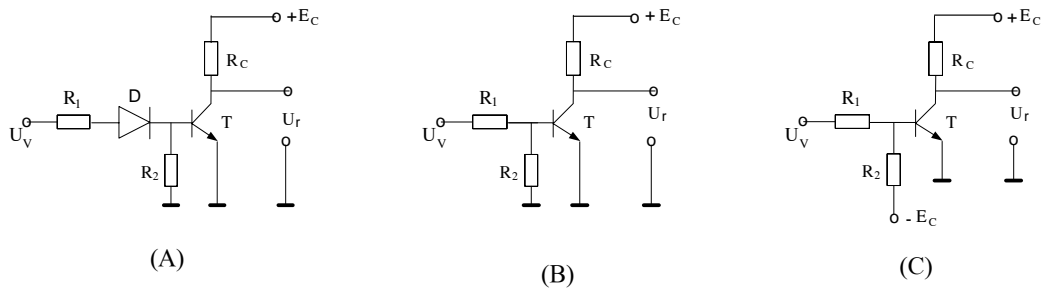 + E_C
R_C
D
R_1
U_V
T
U_r
R_2
(A)
+ E_C
R_C
R_1
U_V
T
U_r
R_2
(B)
+ E_C
R_C
R_1
U_V
T
U_r
R_2
- E_C
(C)